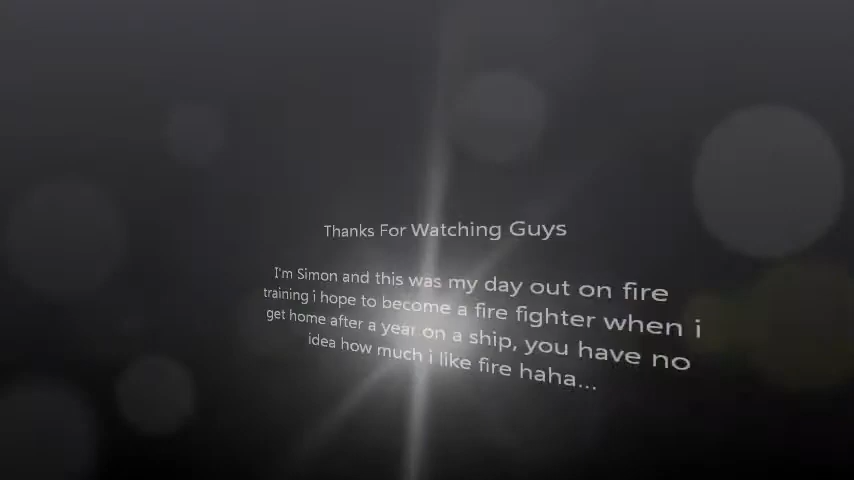 Thanks For Watching Guys
I'm Simon and this was my day out on fire
training i hope to become a fire fighter when i
get home after a year on a ship, you have no
idea how much i like fire haha...